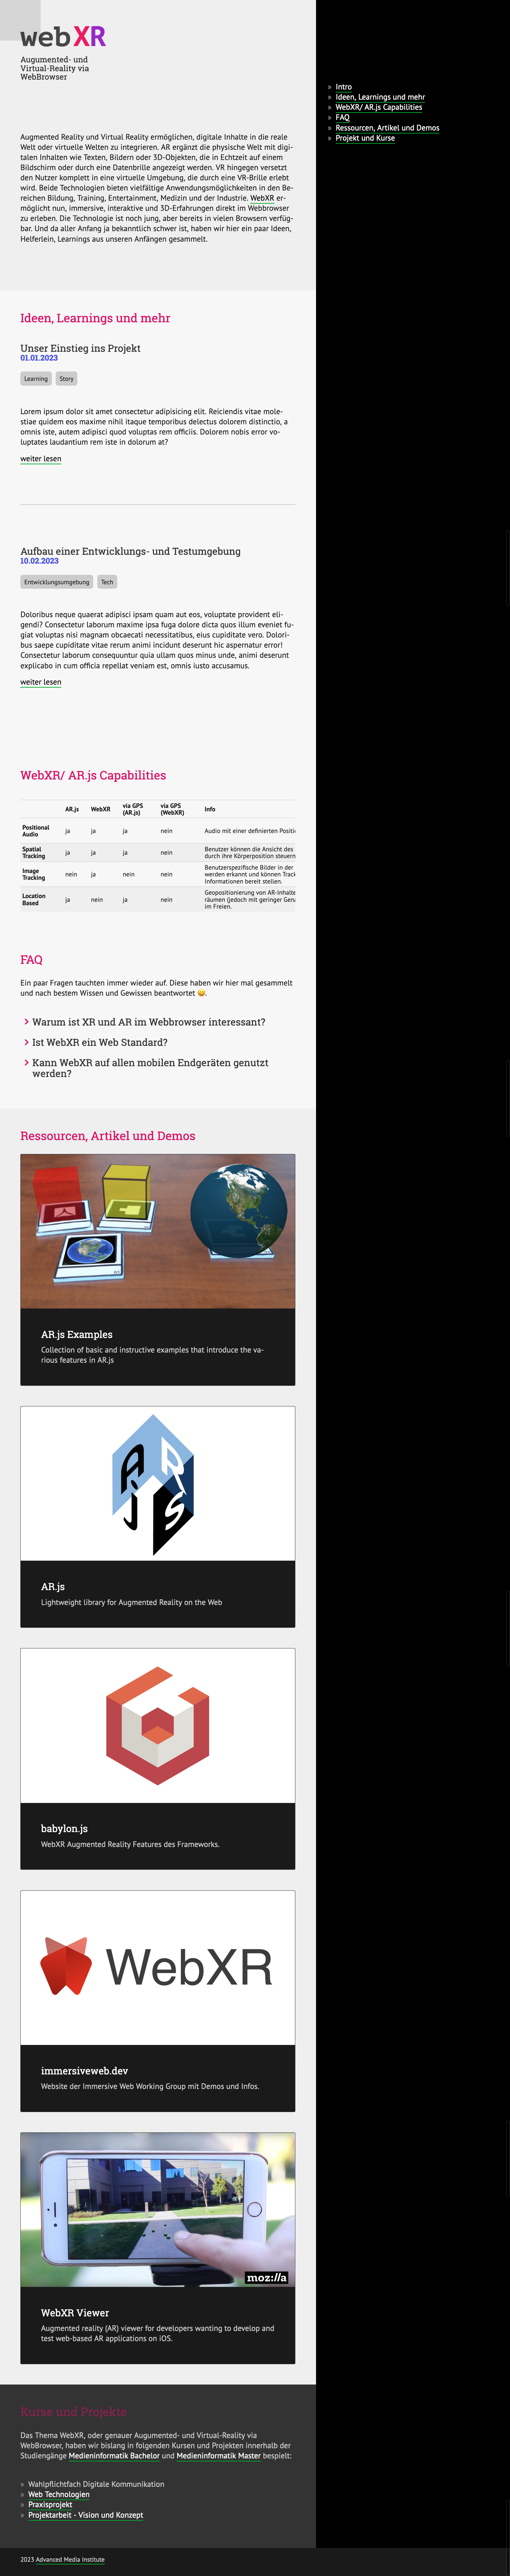 webXR
Augumented- und
Virtual-Reality via
WebBrowser
Augmented Reality und Virtual Reality ermöglichen, digitale Inhalte in die reale
Welt oder virtuelle Welten zu integrieren. AR ergänzt die physische Welt mit digi-
talen Inhalten wie Texten, Bildern oder 3D-Objekten, die in Echtzeit auf einem
Bildschirm oder durch eine Datenbrille angezeigt werden. VR hingegen versetzt
den Nutzer komplett in eine virtuelle Umgebung, die durch eine VR-Brille erlebt
wird. Beide Technologien bieten vielfältige Anwendungsmöglichkeiten in den Be-
reichen Bildung, Training, Entertainment, Medizin und der Industrie. WebXR er-
möglicht nun, immersive, interaktive und 3D-Erfahrungen direkt im Webbrowser
zu erleben. Die Technologie ist noch jung, aber bereits in vielen Browsern verfüg-
bar. Und da aller Anfang ja bekanntlich schwer ist, haben wir hier ein paar Ideen,
Helferlein, Learnings aus unseren Anfängen gesammelt.
» Intro
» Ideen, Learnings und mehr
» WebXR/ AR.js Capabilities
» FAQ
» Ressourcen, Artikel und Demos
» Projekt und Kurse
Ideen, Learnings und mehr
Unser Einstieg ins Projekt
01.01.2023
Learning Story
Lorem ipsum dolor sit amet consectetur adipisicing elit. Reiciendis vitae mole-
stiae quidem eos maxime nihil itaque temporibus delectus dolorem distinctio, a
omnis iste, autem adipisci quod voluptas rem officiis. Dolorem nobis error vo-
luptates laudantium rem iste in dolorum at?
weiter lesen
Aufbau einer Entwicklungs- und Testumgebung
10.02.2023
Entwicklungsumgebung Tech
Doloribus neque quaerat adipisci ipsam quam aut eos, voluptate provident eli-
gendi? Consectetur laborum maxime ipsa fuga dolore dicta quos illum eveniet fu-
giat voluptas nisi magnam obcaecati necessitatibus, eius cupiditate vero. Dolori-
bus saepe cupiditate vitae rerum animi incidunt deserunt hic aspernatur error!
Consectetur laborum consequuntur quia ullam quos minus unde, animi deserunt
explicabo in cum officia repellat veniam est, omnis iusto accusamus.
weiter lesen
WebXR/ AR.js Capabilities
AR.js WebXR via GPS (AR.js) via GPS (WebXR) Info
Positional Audio ja ja ja nein Audio mit einer definierten Positio
Spatial Tracking ja ja ja nein Benutzer können die Ansicht des
durch ihre Körperposition steuern
Image Tracking nein ja nein nein Benutzerspezifische Bilder in der
werden erkannt und können Track
Informationen bereit stellen.
Location Based ja nein ja nein Geopositionierung von AR-Inhalte
räumen (jedoch mit geringer Gena
im Freien.
FAQ
Ein paar Fragen tauchten immer wieder auf. Diese haben wir hier mal gesammelt
und nach bestem Wissen und Gewissen beantwortet 😄.
Warum ist XR und AR im Webbrowser interessant?
Ist WebXR ein Web Standard?
Kann WebXR auf allen mobilen Endgeräten genutzt
werden?
Ressourcen, Artikel und Demos
AR.js Examples
Collection of basic and instructive examples that introduce the va-
rious features in AR.js
AR
JS
AR.js
Lightweight library for Augmented Reality on the Web
babylon.js
WebXR Augmented Reality Features des Frameworks.
WebXR
immersiveweb.dev
Website der Immersive Web Working Group mit Demos und Infos.
moz://a
WebXR Viewer
Augmented reality (AR) viewer for developers wanting to develop and
test web-based AR applications on iOS.
Kurse und Projekte
Das Thema WebXR, oder genauer Augmented- und Virtual-Reality via
WebBrowser, haben wir bislang in folgenden Kursen und Projekten innerhalb der
Studiengänge Medieninformatik Bachelor und Medieninformatik Master bespielt:
» Wahlpflichtfach Digitale Kommunikation
» Web Technologien
» Praxisprojekt
» Projektarbeit - Vision und Konzept
2023 Advanced Media Institute